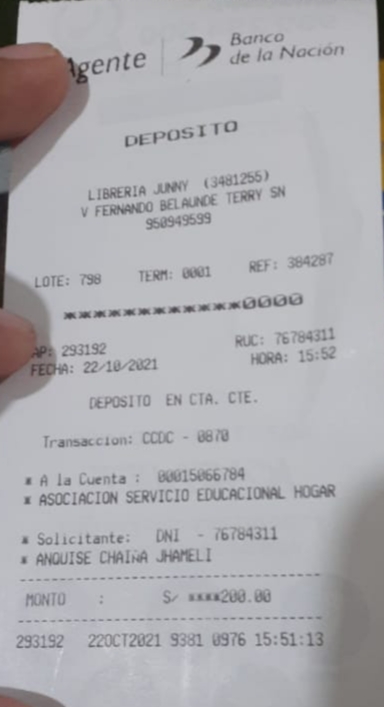 Agente | Banco de la Nación
DEPOSITO
LIBRERIA JUNNY (3481255)
V FERNANDO BELAUNDE TERRY SN
950949599
LOTE: 798 TERM: 0001 REF: 384287
************0000
AP: 293192 RUC: 76784311
FECHA: 22/10/2021 HORA: 15:52
DEPOSITO EN CTA. CTE.
Transaccion: CCDC - 0870
* A la Cuenta : 00015066784
* ASOCIACION SERVICIO EDUCACIONAL HOGAR
* Solicitante: DNI - 76784311
* ANQUISE CHAIÑA JHAMELI
MONTO : S/ ****200.00
293192 22OCT2021 9381 0976 15:51:13